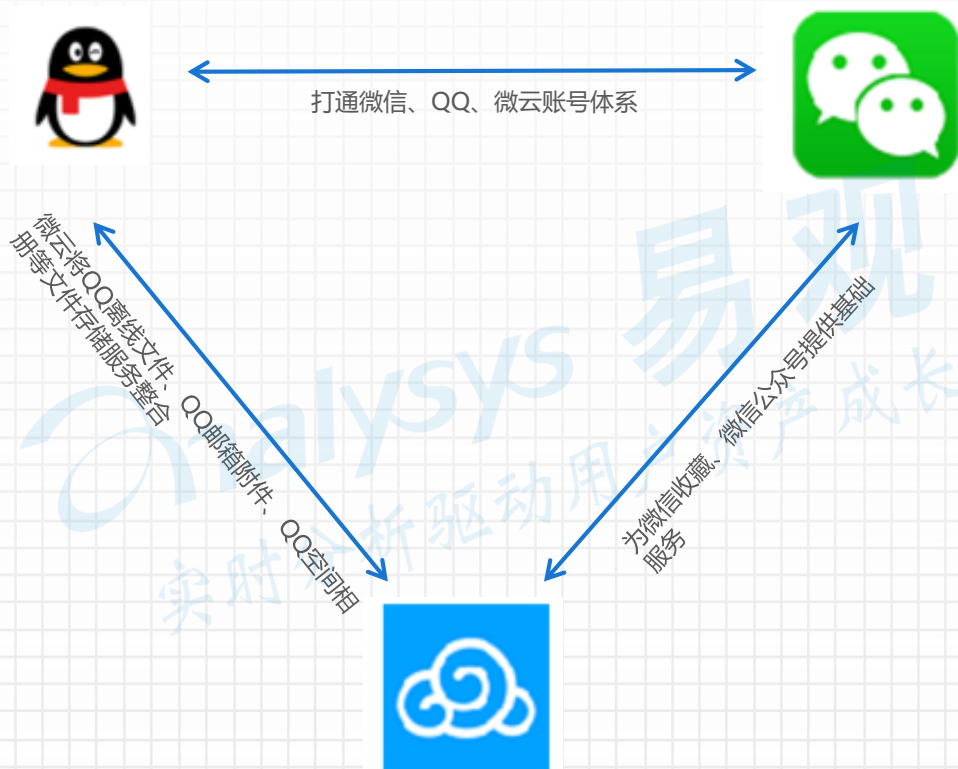 打通微信、QQ、微云账号体系
微云将QQ离线文件、QQ邮箱附件、QQ空间相
册等文件存储服务整合
为微信收藏、微信公众号提供基础
服务
nalysys 易观
实时分析驱动用户资产成长